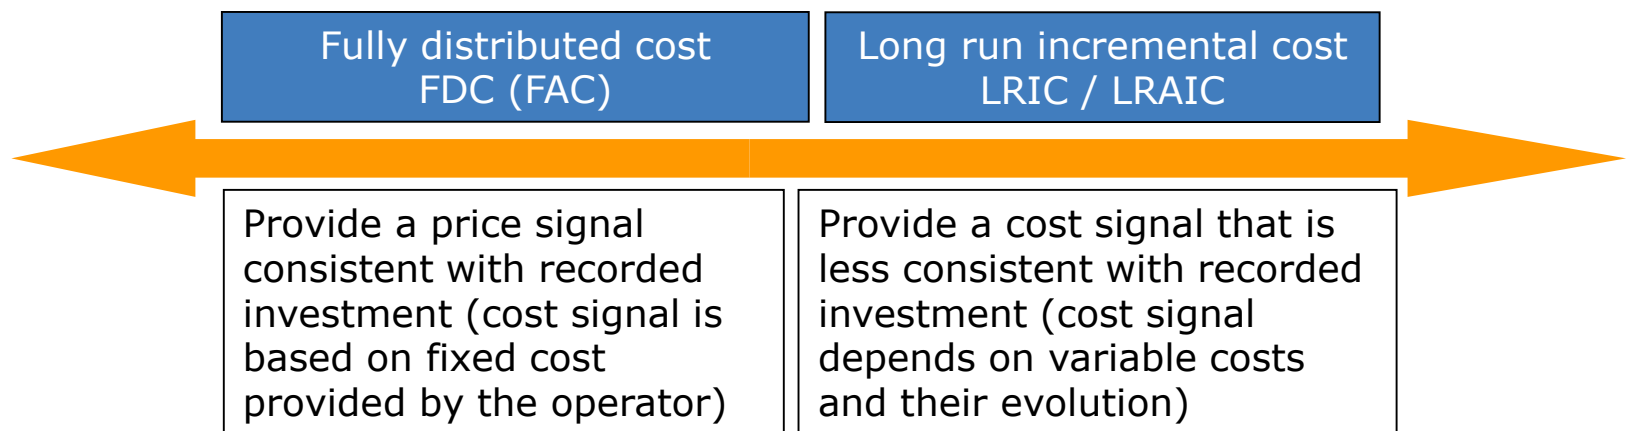 Fully distributed cost
FDC (FAC)
Long run incremental cost
LRIC / LRAIC
Provide a price signal
consistent with recorded
investment (cost signal is
based on fixed cost
provided by the operator)
Provide a cost signal that is
less consistent with recorded
investment (cost signal
depends on variable costs
and their evolution)